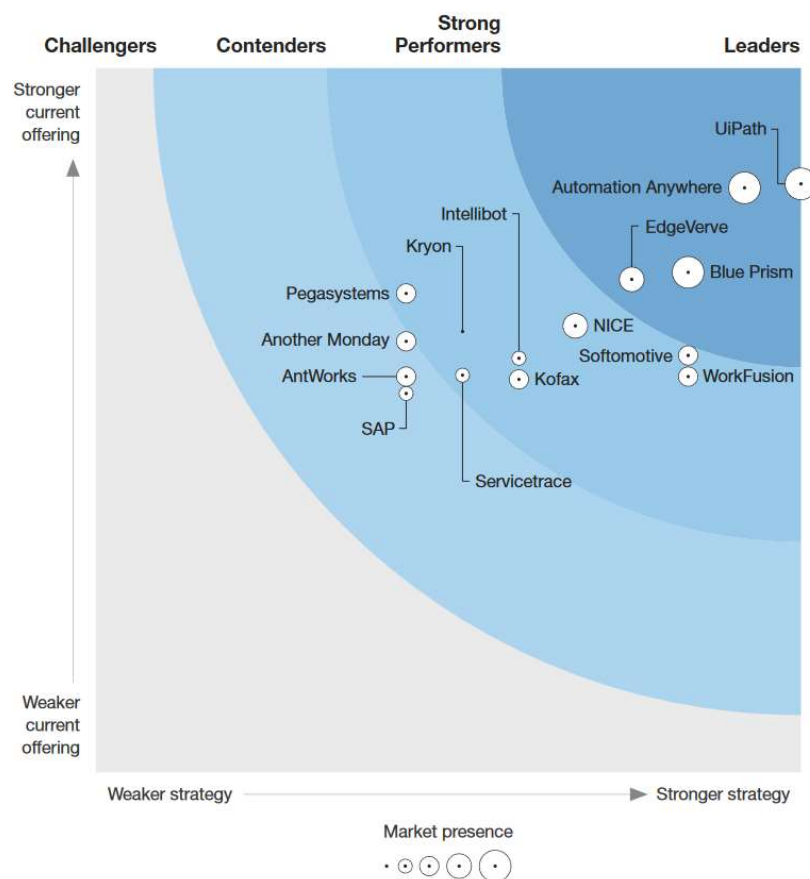 Challengers
Contenders
Strong
Performers
Leaders
Stronger
current
offering
UiPath
Automation Anywhere
Intellibot
EdgeVerve
Kryon
Blue Prism
Pegasystems
NICE
Another Monday
Softomotive
AntWorks
Kofax
WorkFusion
SAP
Servicetrace
Weaker
current
offering
Weaker strategy
Stronger strategy
Market presence